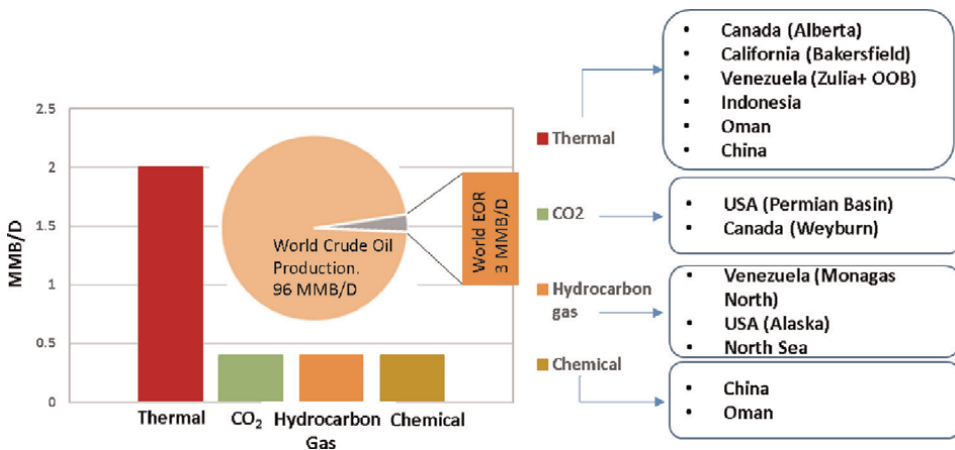 MMB/D
2.5
2
1.5
1
0.5
0
World Crude Oil
Production.
96 MMB/D
World EOR
3 MMB/D
Thermal
CO₂
Hydrocarbon
Gas
Chemical
Thermal
CO2
Hydrocarbon
gas
Chemical
• Canada (Alberta)
• California (Bakersfield)
• Venezuela (Zulia+ OOB)
• Indonesia
• Oman
• China
• USA (Permian Basin)
• Canada (Weyburn)
• Venezuela (Monagas
North)
• USA (Alaska)
• North Sea
• China
• Oman